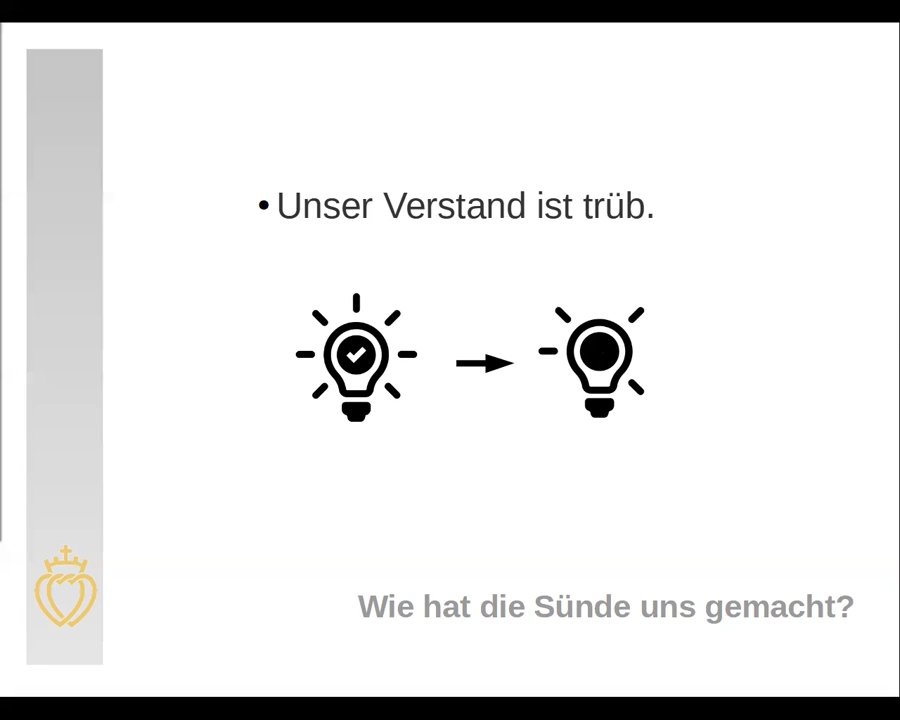 • Unser Verstand ist trüb.
Wie hat die Sünde uns gemacht?